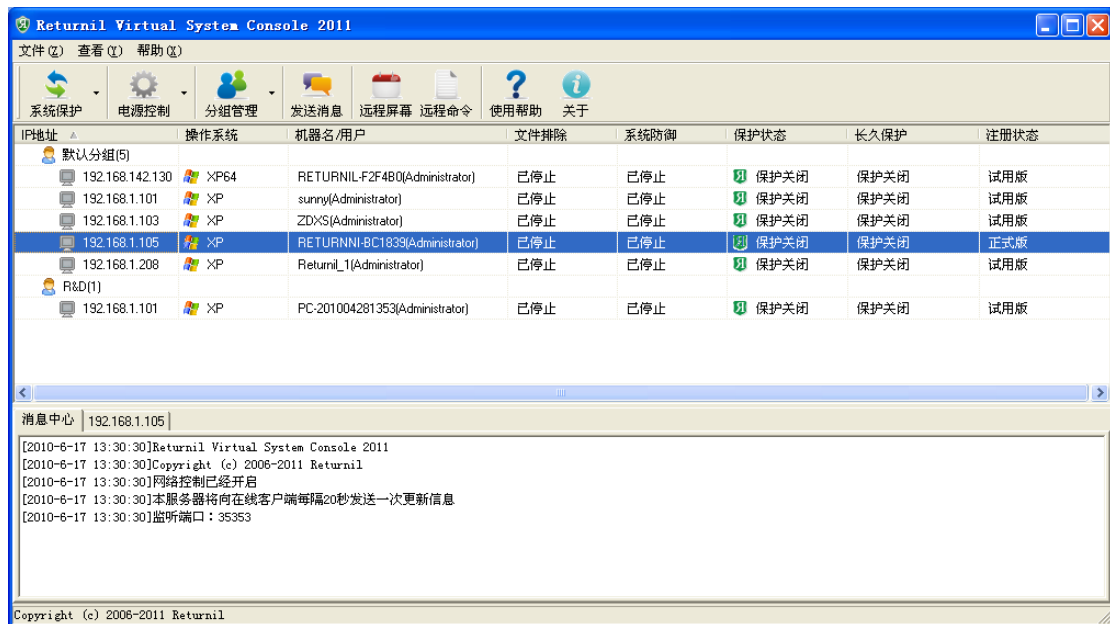 Returnil Virtual System Console 2011
文件(Z) 查看(Y) 帮助(X)
系统保护 电源控制 分组管理 发送消息 远程屏幕 远程命令 使用帮助 关于
IP地址 操作系统 机器名/用户 文件排除 系统防御 保护状态 长久保护 注册状态
默认分组(5)
192.168.142.130 XP64 RETURNIL-F2F4B0(Administrator) 已停止 已停止 保护关闭 保护关闭 试用版
192.168.1.101 XP sunny(Administrator) 已停止 已停止 保护关闭 保护关闭 试用版
192.168.1.103 XP ZDXS(Administrator) 已停止 已停止 保护关闭 保护关闭 试用版
192.168.1.105 XP RETURNNI-BC1839(Administrator) 已停止 已停止 保护关闭 保护关闭 正式版
192.168.1.208 XP Returnil_1(Administrator) 已停止 已停止 保护关闭 保护关闭 试用版
R&D(1)
192.168.1.101 XP PC-201004281353(Administrator) 已停止 已停止 保护关闭 保护关闭 试用版
消息中心 192.168.1.105
[2010-6-17 13:30:30]Returnil Virtual System Console 2011
[2010-6-17 13:30:30]Copyright (c) 2006-2011 Returnil
[2010-6-17 13:30:30]网络控制已经开启
[2010-6-17 13:30:30]本服务器将向在线客户端每隔20秒发送一次更新信息
[2010-6-17 13:30:30]监听端口：35353
Copyright (c) 2006-2011 Returnil